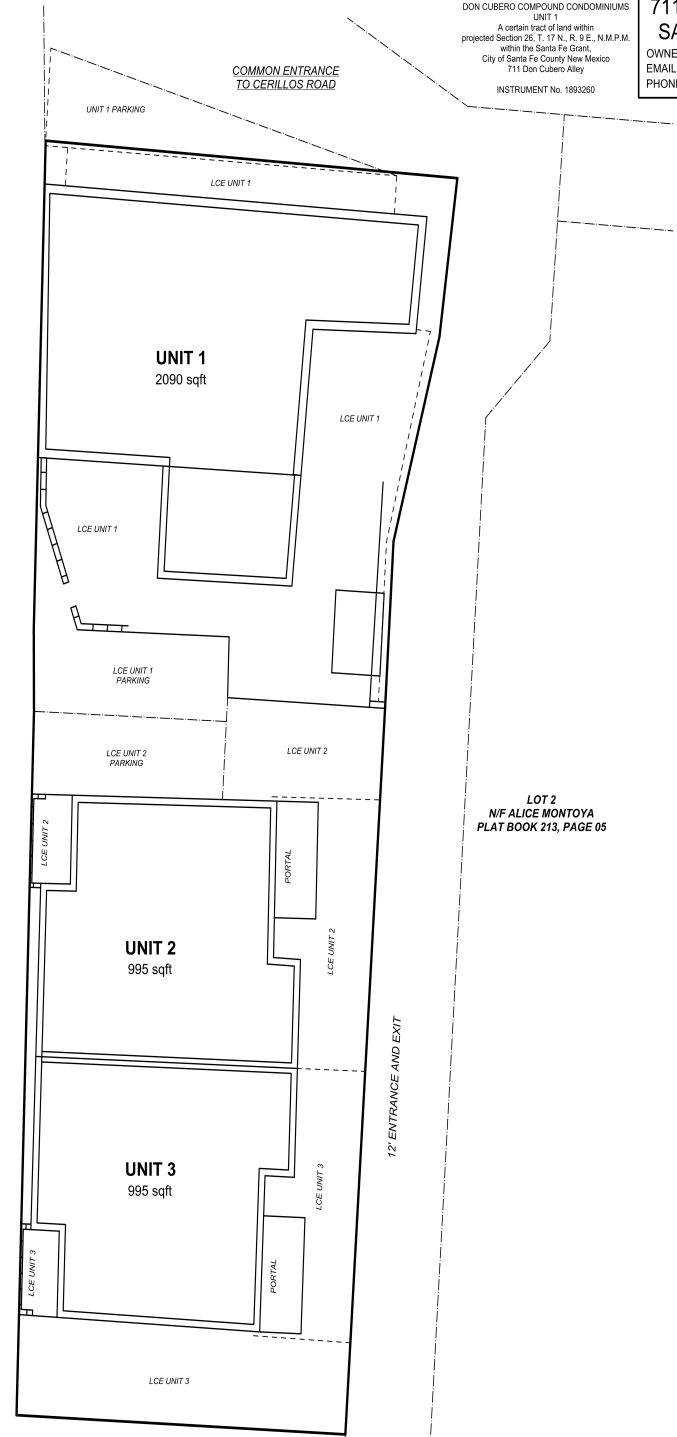 DON CUBERO COMPOUND CONDOMINIUMS
UNIT 1
A certain tract of land within
projected Section 26, T. 17 N., R. 9 E., N.M.P.M.
within the Santa Fe Grant,
City of Santa Fe County New Mexico
711 Don Cubero Alley
INSTRUMENT No. 1893260
711
SA
OWNE
EMAIL
PHON
COMMON ENTRANCE
TO CERILLOS ROAD
UNIT 1 PARKING
LCE UNIT 1
UNIT 1
2090 sqft
LCE UNIT 1
LCE UNIT 1
LCE UNIT 1
PARKING
LCE UNIT 2
PARKING
LCE UNIT 2
LOT 2
N/F ALICE MONTOYA
PLAT BOOK 213, PAGE 05
LCE UNIT 2
PORTAL
UNIT 2
995 sqft
LCE UNIT 2
12' ENTRANCE AND EXIT
UNIT 3
995 sqft
LCE UNIT 3
LCE UNIT 3
PORTAL
LCE UNIT 3